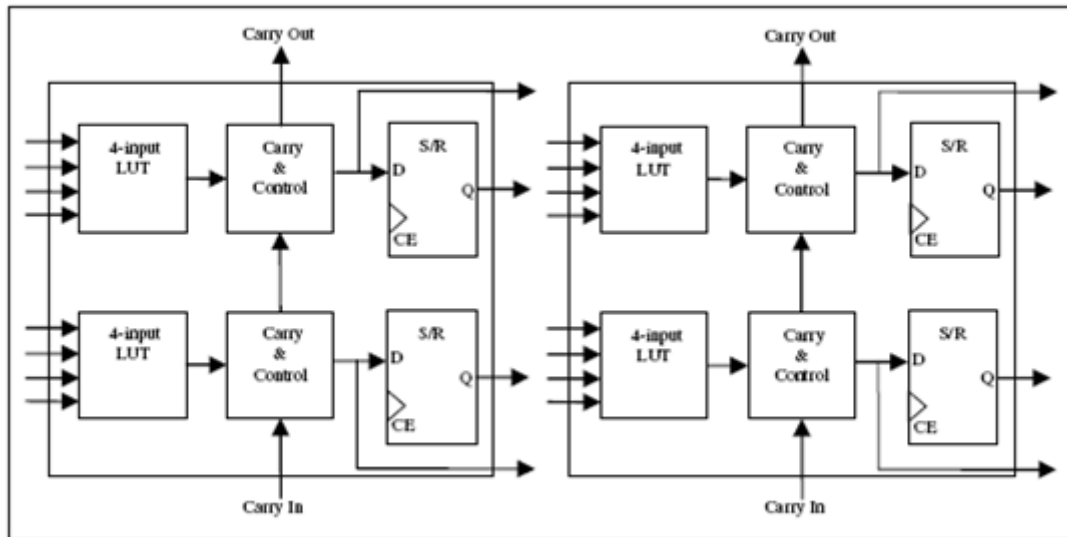 Carry Out
Carry Out
4-input
LUT
Carry
&
Control
S/R
D
Q
CE
4-input
LUT
Carry
&
Control
S/R
D
Q
CE
4-input
LUT
Carry
&
Control
S/R
D
Q
CE
4-input
LUT
Carry
&
Control
S/R
D
Q
CE
Carry In
Carry In